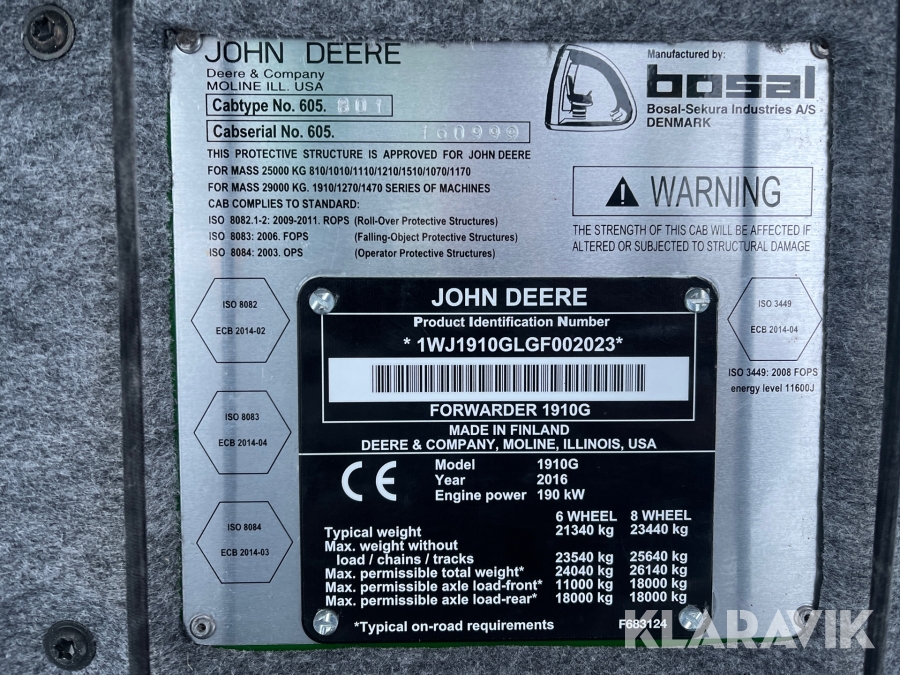 JOHN DEERE
Deere & Company
MOLINE ILL. USA
Cabtype No. 605. 801
Cabserial No. 605. 160999
THIS PROTECTIVE STRUCTURE IS APPROVED FOR JOHN DEERE
FOR MASS 25000 KG 810/1010/1110/1210/1510/1070/1170
FOR MASS 29000 KG. 1910/1270/1470 SERIES OF MACHINES
CAB COMPLIES TO STANDARD:
ISO 8082.1-2: 2009-2011. ROPS (Roll-Over Protective Structures)
ISO 8083: 2006. FOPS (Falling-Object Protective Structures)
ISO 8084: 2003. OPS (Operator Protective Structures)
Manufactured by:
bosal
Bosal-Sekura Industries A/S
DENMARK
WARNING
THE STRENGTH OF THIS CAB WILL BE AFFECTED IF
ALTERED OR SUBJECTED TO STRUCTURAL DAMAGE
ISO 8082
ECB 2014-02
ISO 8083
ECB 2014-04
ISO 8084
ECB 2014-03
ISO 3449
ECB 2014-04
ISO 3449: 2008 FOPS
energy level 11600J
JOHN DEERE
Product Identification Number
* 1WJ1910GLGF002023*
FORWARDER 1910G
MADE IN FINLAND
DEERE & COMPANY, MOLINE, ILLINOIS, USA
CE
Model 1910G
Year 2016
Engine power 190 kW
6 WHEEL 8 WHEEL
Typical weight 21340 kg 23440 kg
Max. weight without
load / chains / tracks 23540 kg 25640 kg
Max. permissible total weight* 24040 kg 26140 kg
Max. permissible axle load-front* 11000 kg 18000 kg
Max. permissible axle load-rear* 18000 kg 18000 kg
*Typical on-road requirements F683124
KLARAVIK